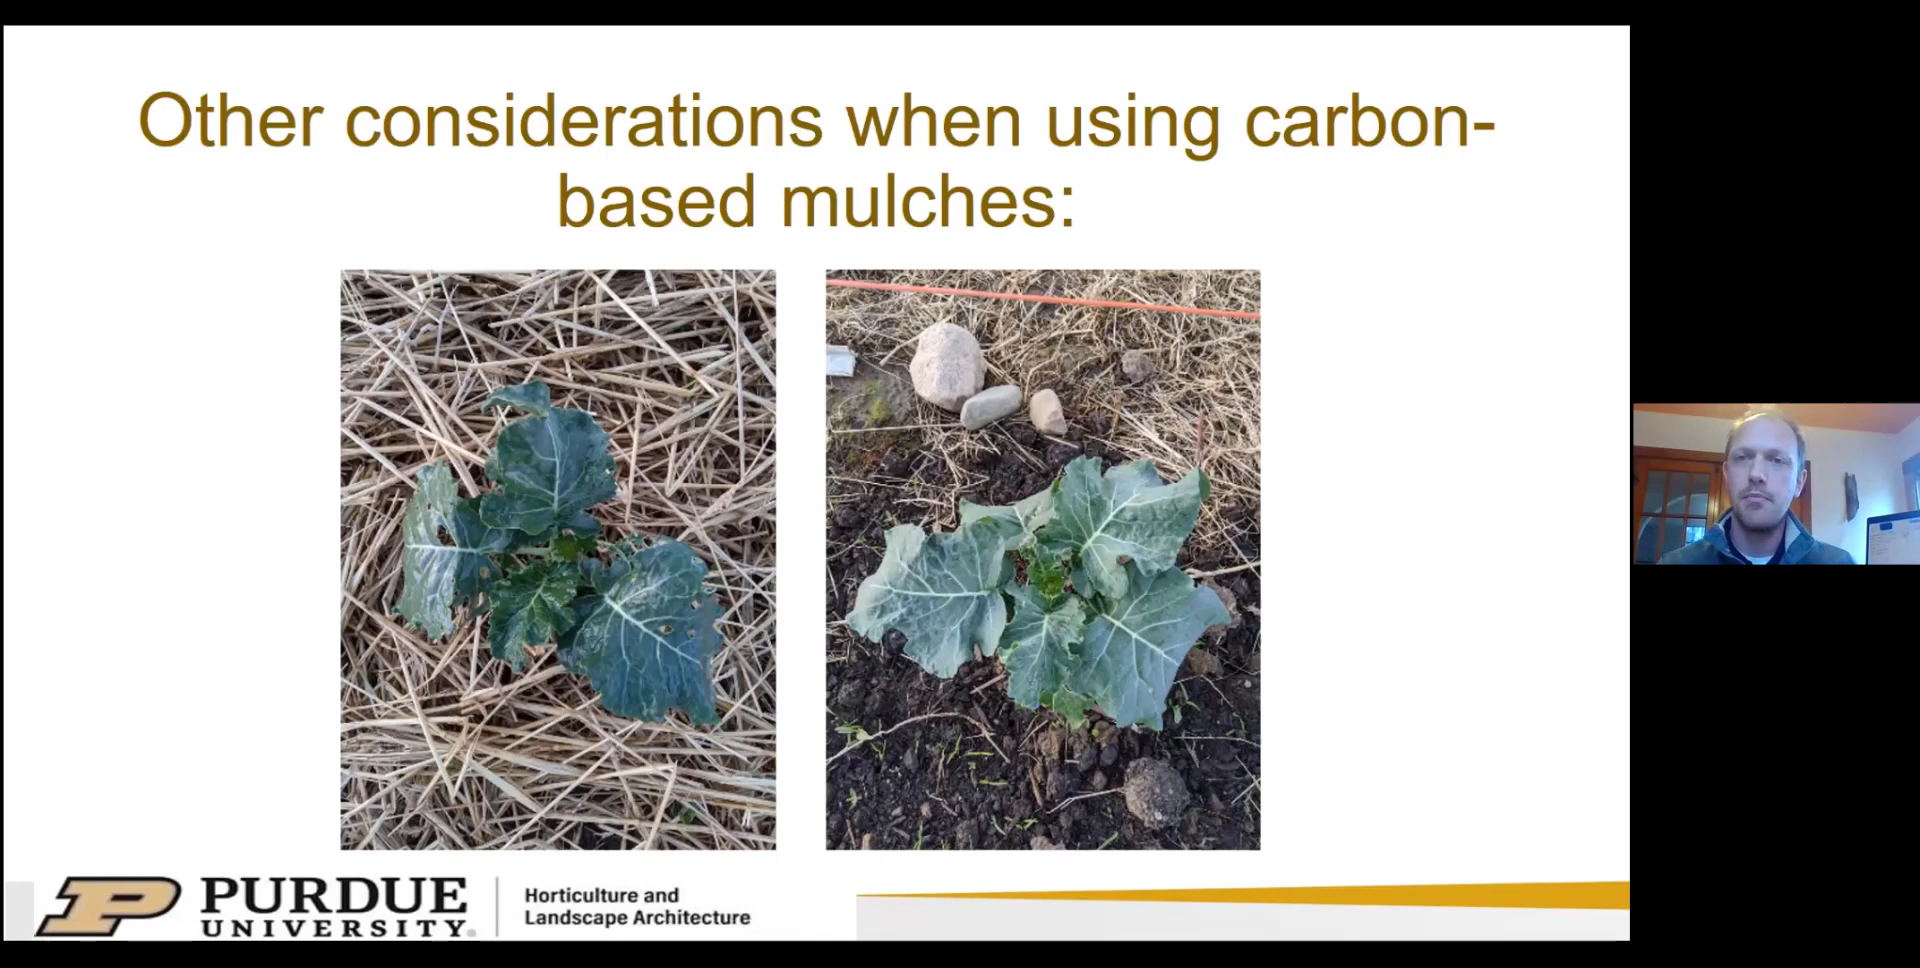 Other considerations when using carbon-
based mulches:
PURDUE
UNIVERSITY®
Horticulture and
Landscape Architecture